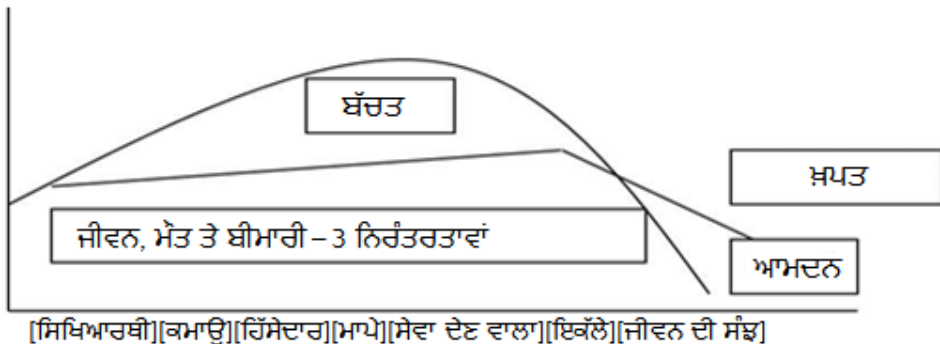 ਬੱਚਤ
ਖ਼ਪਤ
ਜੀਵਨ, ਮੌਤ ਤੇ ਬੀਮਾਰੀ – 3 ਨਿਰੰਤਰਤਾਵਾਂ
ਆਮਦਨ
[ਸਿਖਿਆਰਥੀ][ਕਮਾਉ][ਹਿੱਸੇਦਾਰ][ਮਾਪੇ][ਸੇਵਾ ਦੇਣ ਵਾਲਾ][ਇਕੱਲੇ][ਜੀਵਨ ਦੀ ਸੰਝ]